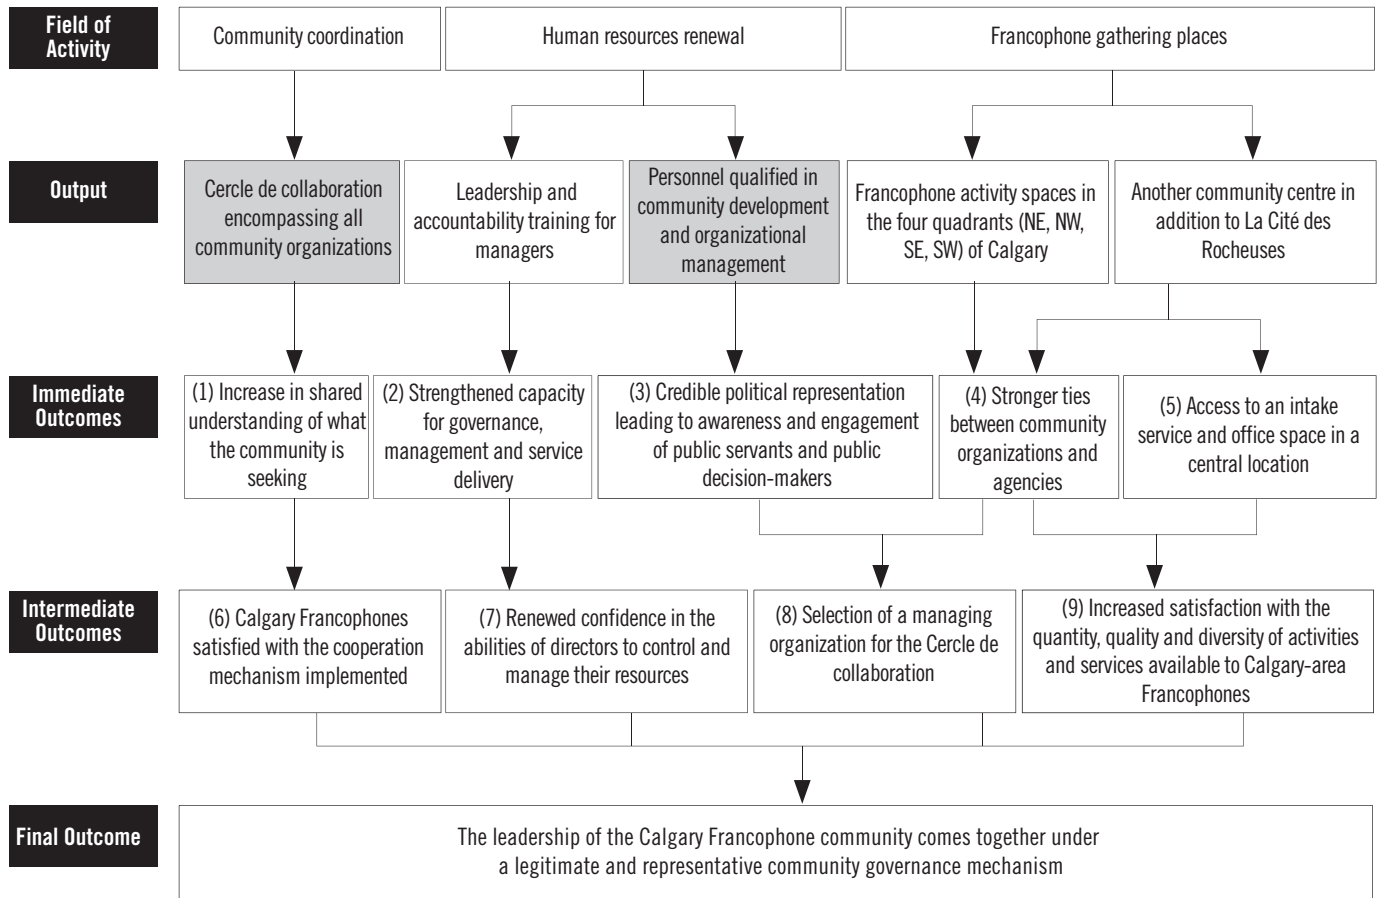 Field of
Activity
Community coordination
Human resources renewal
Francophone gathering places
Output
Cercle de collaboration
encompassing all
community organizations
Leadership and
accountability training for
managers
Personnel qualified in
community development
and organizational
management
Francophone activity spaces in
the four quadrants (NE, NW,
SE, SW) of Calgary
Another community centre in
addition to La Cité des
Rocheuses
Immediate
Outcomes
(1) Increase in shared
understanding of what
the community is
seeking
(2) Strengthened capacity
for governance,
management and service
delivery
(3) Credible political representation
leading to awareness and engagement
of public servants and public
decision-makers
(4) Stronger ties
between community
organizations and
agencies
(5) Access to an intake
service and office space in a
central location
Intermediate
Outcomes
(6) Calgary Francophones
satisfied with the cooperation
mechanism implemented
(7) Renewed confidence in the
abilities of directors to control and
manage their resources
(8) Selection of a managing
organization for the Cercle de
collaboration
(9) Increased satisfaction with the
quantity, quality and diversity of activities
and services available to Calgary-area
Francophones
Final Outcome
The leadership of the Calgary Francophone community comes together under
a legitimate and representative community governance mechanism